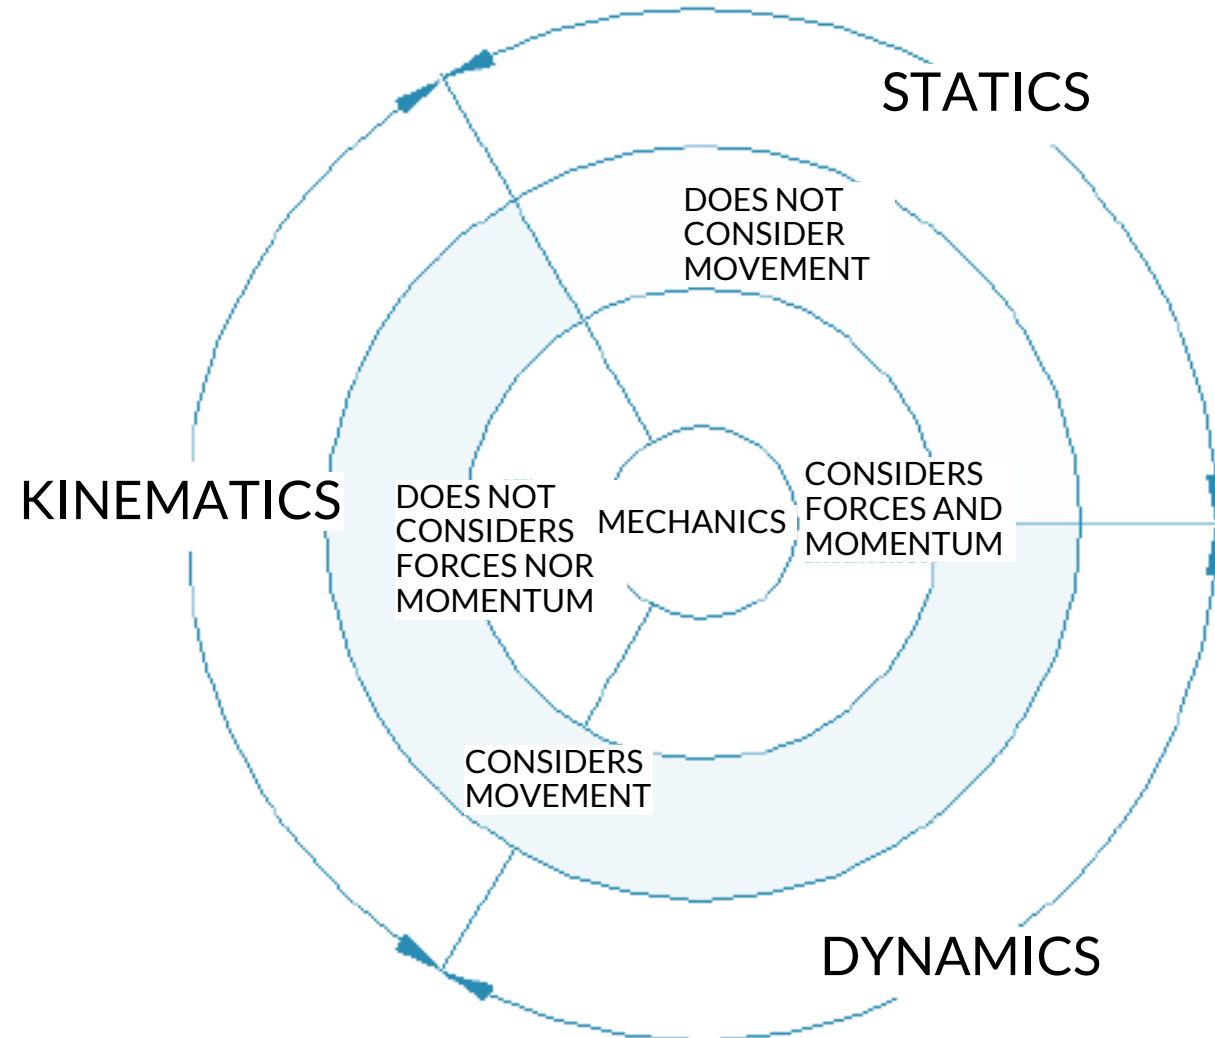 STATICS
DOES NOT
CONSIDER
MOVEMENT
KINEMATICS
DOES NOT
CONSIDERS
FORCES NOR
MOMENTUM
MECHANICS
CONSIDERS
FORCES AND
MOMENTUM
CONSIDERS
MOVEMENT
DYNAMICS